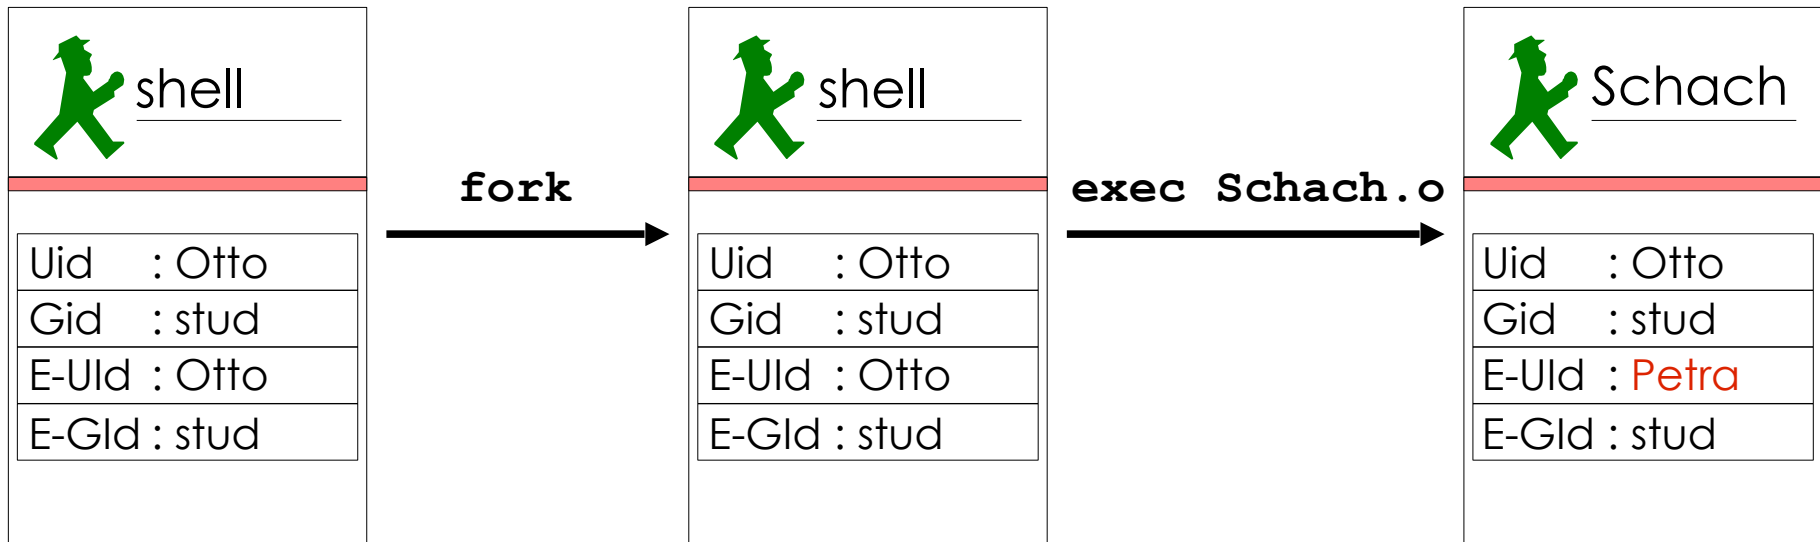 shell
Uid : Otto
Gid : stud
E-UId : Otto
E-GId : stud
fork
shell
Uid : Otto
Gid : stud
E-UId : Otto
E-GId : stud
exec Schach.o
Schach
Uid : Otto
Gid : stud
E-UId : Petra
E-GId : stud